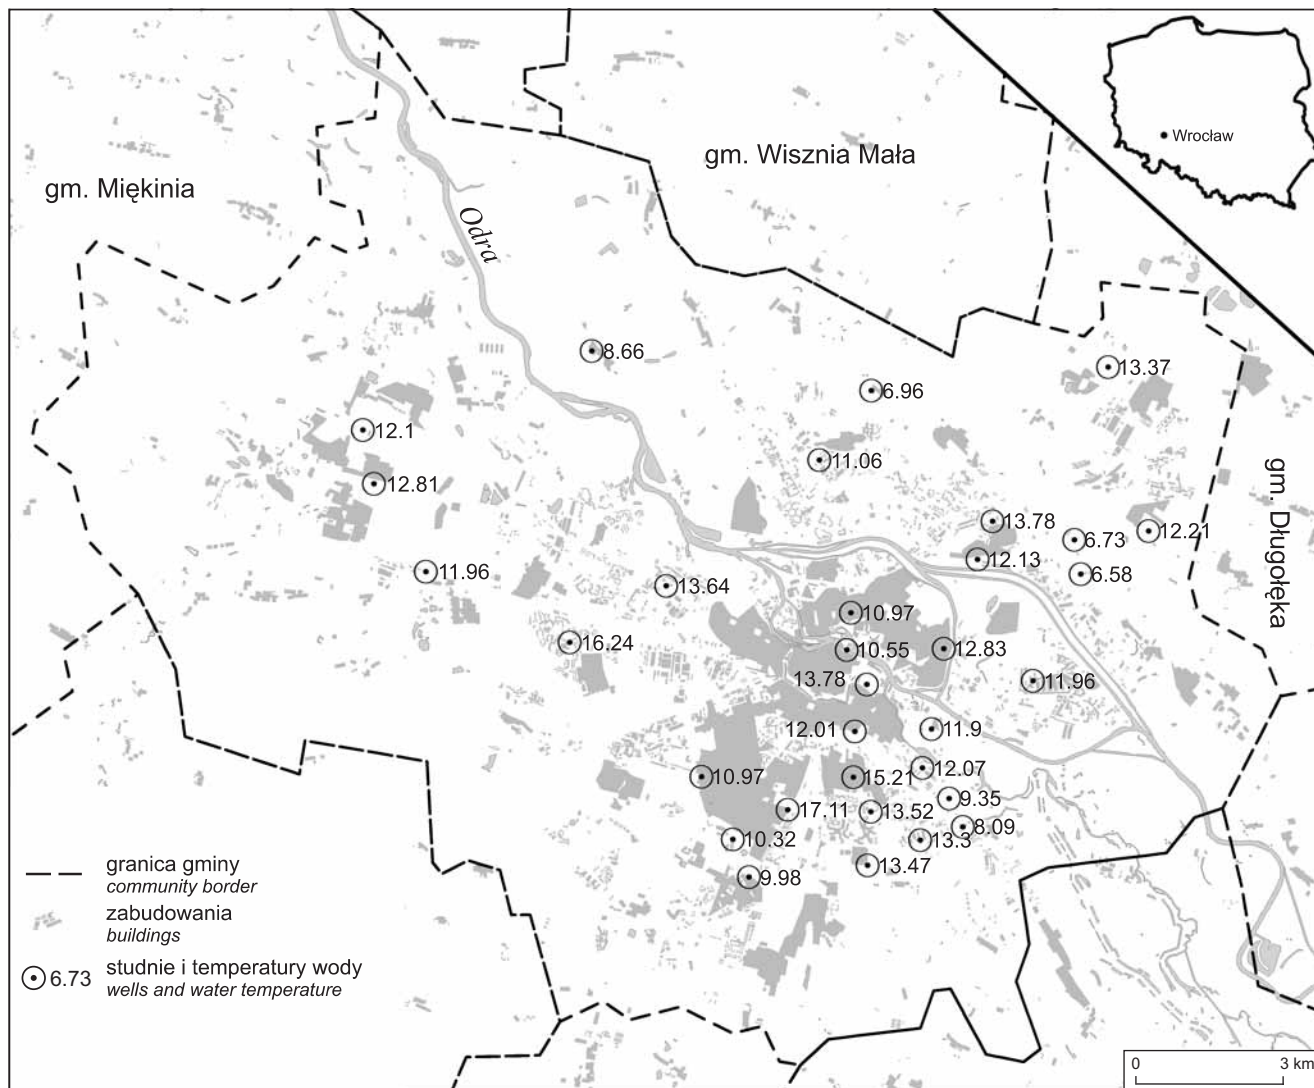 Wrocław
gm. Wisznia Mała
gm. Miękinia
Odra
8.66
13.37
6.96
12.1
11.06
12.81
gm. Długołęka
13.78
12.21
6.73
12.13
11.96
6.58
13.64
10.97
16.24
10.55
12.83
13.78
11.96
12.01
11.9
12.07
10.97
15.21
9.35
17.11
13.52
8.09
10.32
13.3
13.47
9.98
granica gminy
community border
zabudowania
buildings
6.73
studnie i temperatury wody
wells and water temperature
0 3 km